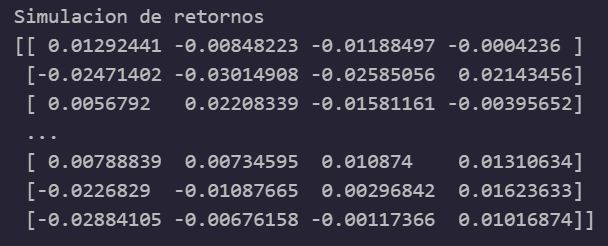 Simulacion de retornos
[[ 0.01292441 -0.00848223 -0.01188497 -0.0004236 ]
[-0.02471402 -0.03014908 -0.02585056  0.02143456]
[ 0.0056792   0.02208339 -0.01581161 -0.00395652]
...
[ 0.00788839  0.00734595  0.010874    0.01310634]
[-0.0226829  -0.01087665  0.00296842  0.01623633]
[-0.02884105 -0.00676158 -0.00117366  0.01016874]]